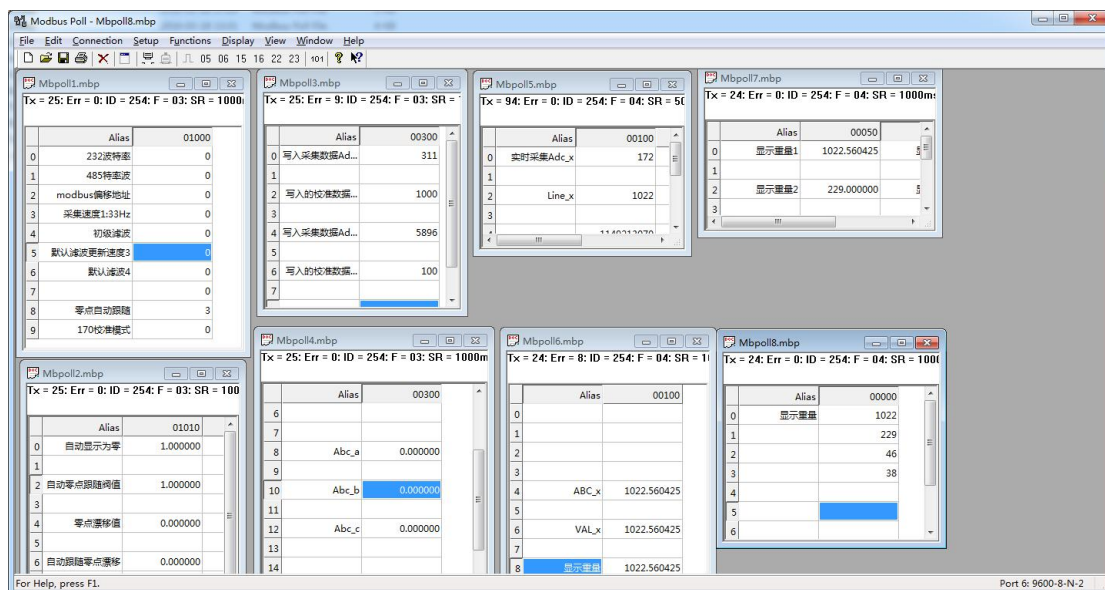 Modbus Poll - Mbpoll8.mbp
File Edit Connection Setup Functions Display View Window Help
05 06 15 16 22 23 101
Mbpoll1.mbp
Tx = 25: Err = 0: ID = 254: F = 03: SR = 1000
Alias 01000
0 232波特率 0
1 485特率波 0
2 modbus偏移地址 0
3 采集速度1:33Hz 0
4 初级滤波 0
5 默认滤波更新速度3 0
6 默认滤波4 0
7 0
8 零点自动跟随 3
9 170校准模式 0
Mbpoll3.mbp
Tx = 25: Err = 9: ID = 254: F = 03: SR =
Alias 00300
0 写入采集数据Ad... 311
1
2 写入的校准数据... 1000
3
4 写入采集数据Ad... 5896
5
6 写入的校准数据... 100
7
Mbpoll5.mbp
Tx = 94: Err = 0: ID = 254: F = 04: SR = 50
Alias 00100
0 实时采集Adc_x 172
1
2 Line_x 1022
3
Mbpoll7.mbp
Tx = 24: Err = 0: ID = 254: F = 04: SR = 1000ms
Alias 00050
0 显示重量1 1022.560425
1
2 显示重量2 229.000000
3
Mbpoll2.mbp
Tx = 25: Err = 0: ID = 254: F = 03: SR = 100
Alias 01010
0 自动显示为零 1.000000
1
2 自动零点跟随阀值 1.000000
3
4 零点漂移值 0.000000
5
6 自动跟随零点漂移 0.000000
Mbpoll4.mbp
Tx = 25: Err = 0: ID = 254: F = 03: SR = 1000m
Alias 00300
6
7
8 Abc_a 0.000000
9
10 Abc_b 0.000000
11
12 Abc_c 0.000000
13
14
Mbpoll6.mbp
Tx = 24: Err = 8: ID = 254: F = 04: SR = 1
Alias 00100
0
1
2
3
4 ABC_x 1022.560425
5
6 VAL_x 1022.560425
7
8 显示重量 1022.560425
Mbpoll8.mbp
Tx = 24: Err = 0: ID = 254: F = 04: SR = 100
Alias 00000
0 显示重量 1022
1 229
2 46
3 38
4
5
6
For Help, press F1. Port 6: 9600-8-N-2